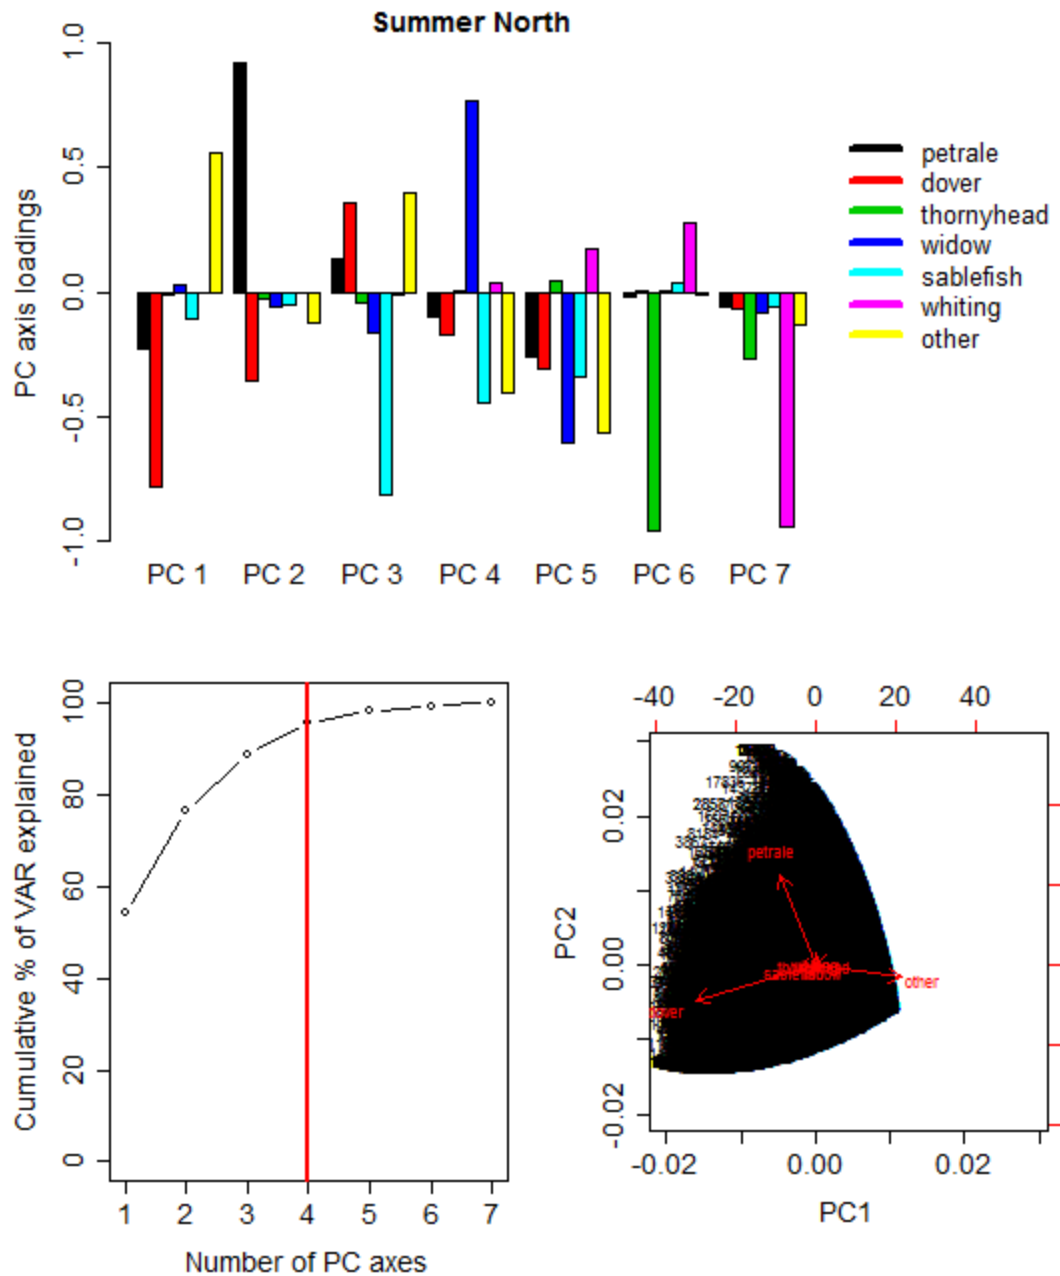 Summer North
PC axis loadings
1.0
0.5
0.0
-0.5
-1.0
PC 1 PC 2 PC 3 PC 4 PC 5 PC 6 PC 7
petrale
dover
thornyhead
widow
sablefish
whiting
other
Cumulative % of VAR explained
100
80
60
40
20
0
1 2 3 4 5 6 7
Number of PC axes
-40 -20 0 20 40
PC2
0.02
0.00
-0.02
petrale
other
-0.02 0.00 0.02
PC1